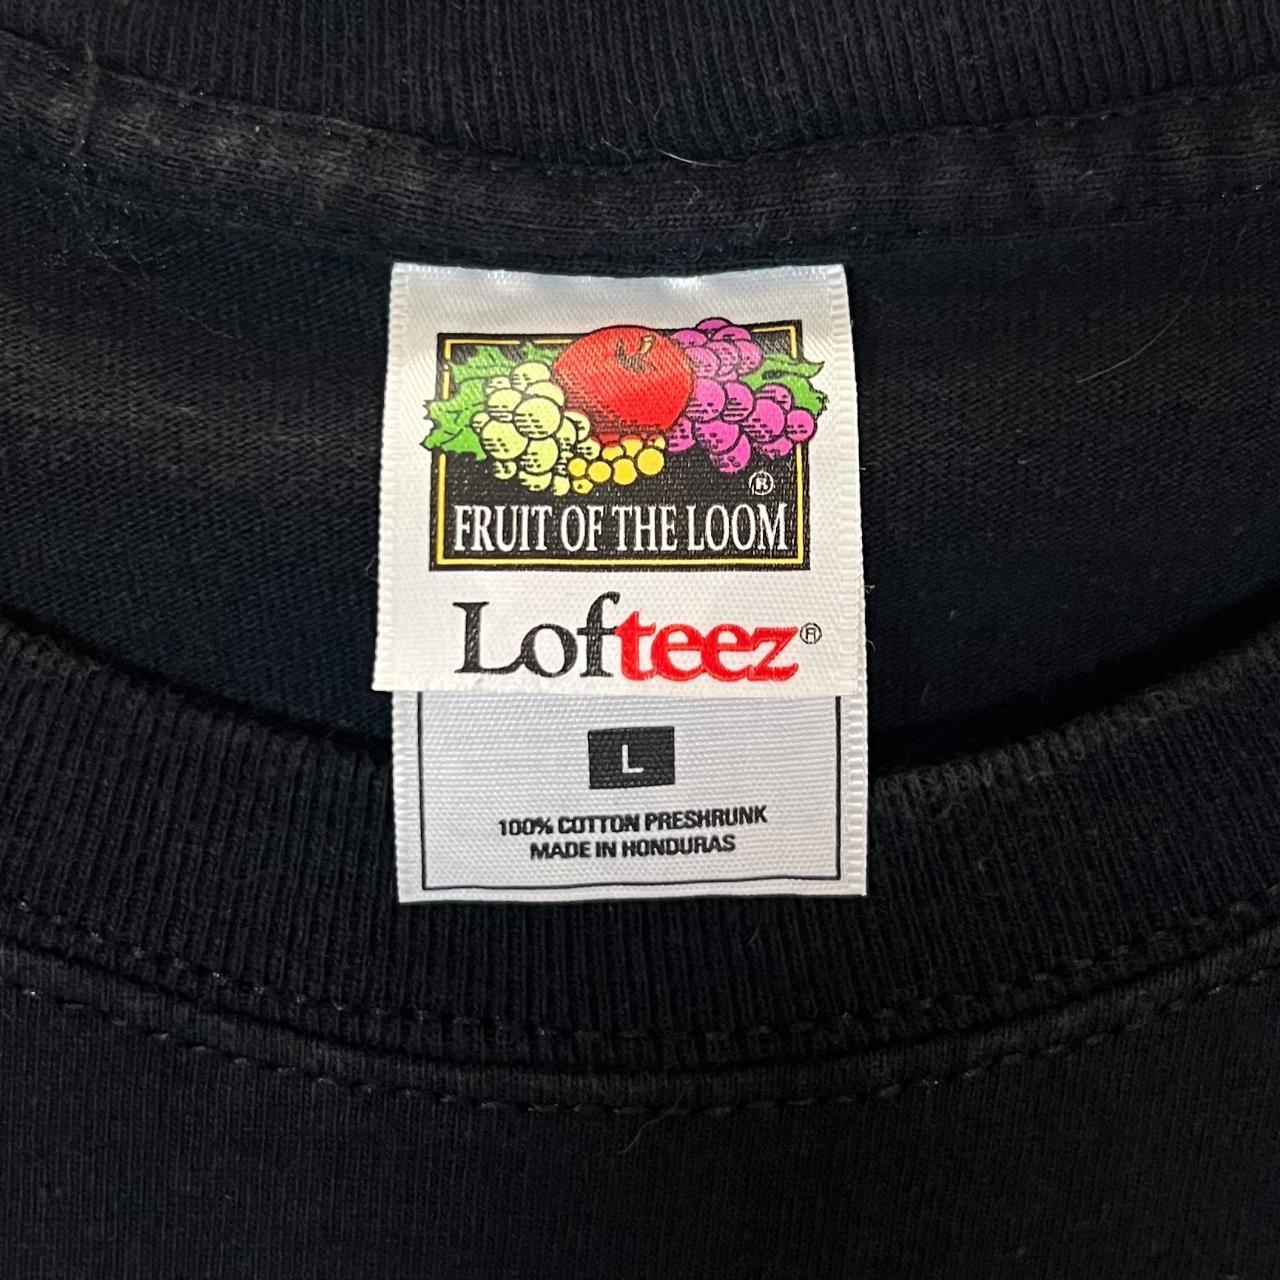 ®
FRUIT OF THE LOOM
Lofteez®
L
100% COTTON PRESHRUNK
MADE IN HONDURAS